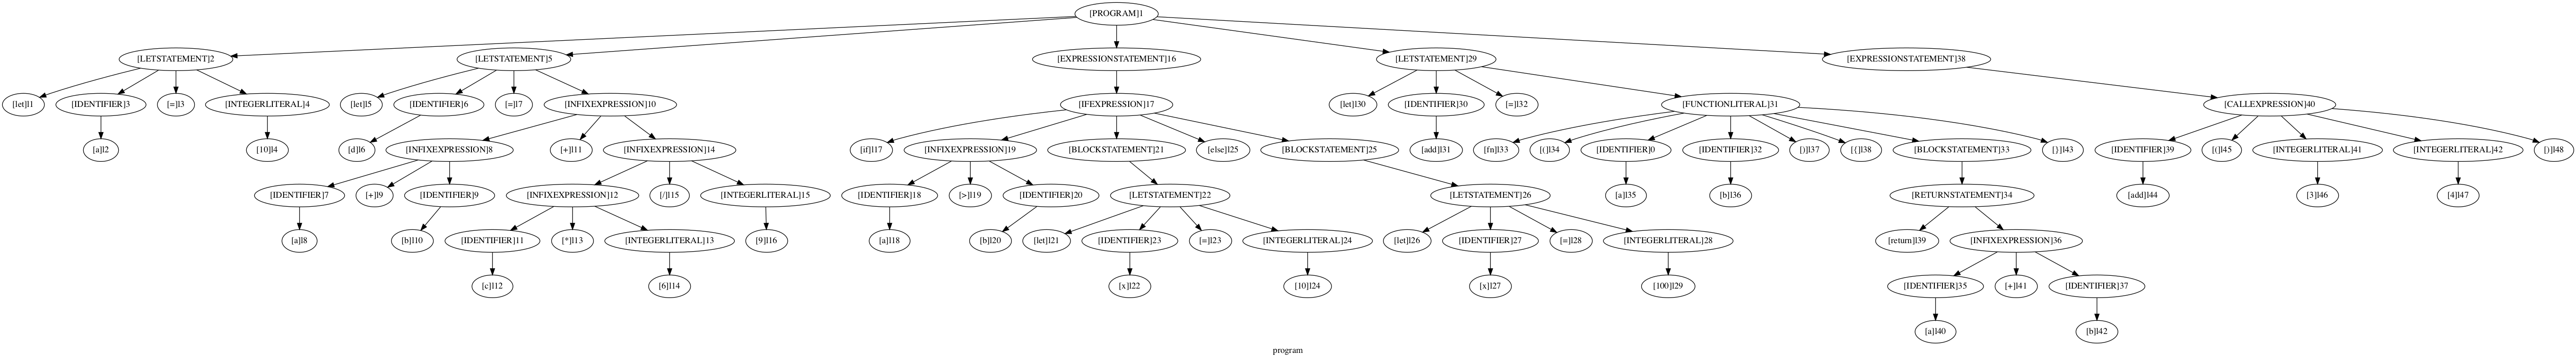 [PROGRAM]1
[LETSTATEMENT]2 [LETSTATEMENT]5 [EXPRESSIONSTATEMENT]16 [LETSTATEMENT]29 [EXPRESSIONSTATEMENT]38
[let]l1 [IDENTIFIER]3 [=]l3 [INTEGERLITERAL]4 [let]l5 [IDENTIFIER]6 [=]l7 [INFIXEXPRESSION]10 [IFEXPRESSION]17 [let]l30 [IDENTIFIER]30 [=]l32 [FUNCTIONLITERAL]31 [CALLEXPRESSION]40
[a]l2 [10]l4 [d]l6 [INFIXEXPRESSION]8 [+]l11 [INFIXEXPRESSION]14 [if]l17 [INFIXEXPRESSION]19 [BLOCKSTATEMENT]21 [else]l25 [BLOCKSTATEMENT]25 [add]l31 [fn]l33 [(]l34 [IDENTIFIER]0 [IDENTIFIER]32 [)]l37 [{]l38 [BLOCKSTATEMENT]33 [}]l43 [IDENTIFIER]39 [(]l45 [INTEGERLITERAL]41 [INTEGERLITERAL]42 [)]l48
[IDENTIFIER]7 [+]l9 [IDENTIFIER]9 [INFIXEXPRESSION]12 [/]l15 [INTEGERLITERAL]15 [IDENTIFIER]18 [>]l19 [IDENTIFIER]20 [LETSTATEMENT]22 [LETSTATEMENT]26 [a]l35 [b]l36 [RETURNSTATEMENT]34 [add]l44 [3]l46 [4]l47
[a]l8 [b]l10 [IDENTIFIER]11 [*]l13 [INTEGERLITERAL]13 [9]l16 [a]l18 [b]l20 [let]l21 [IDENTIFIER]23 [=]l23 [INTEGERLITERAL]24 [let]l26 [IDENTIFIER]27 [=]l28 [INTEGERLITERAL]28 [return]l39 [INFIXEXPRESSION]36
[c]l12 [6]l14 [x]l22 [10]l24 [x]l27 [100]l29 [IDENTIFIER]35 [+]l41 [IDENTIFIER]37
[a]l40 [b]l42
program